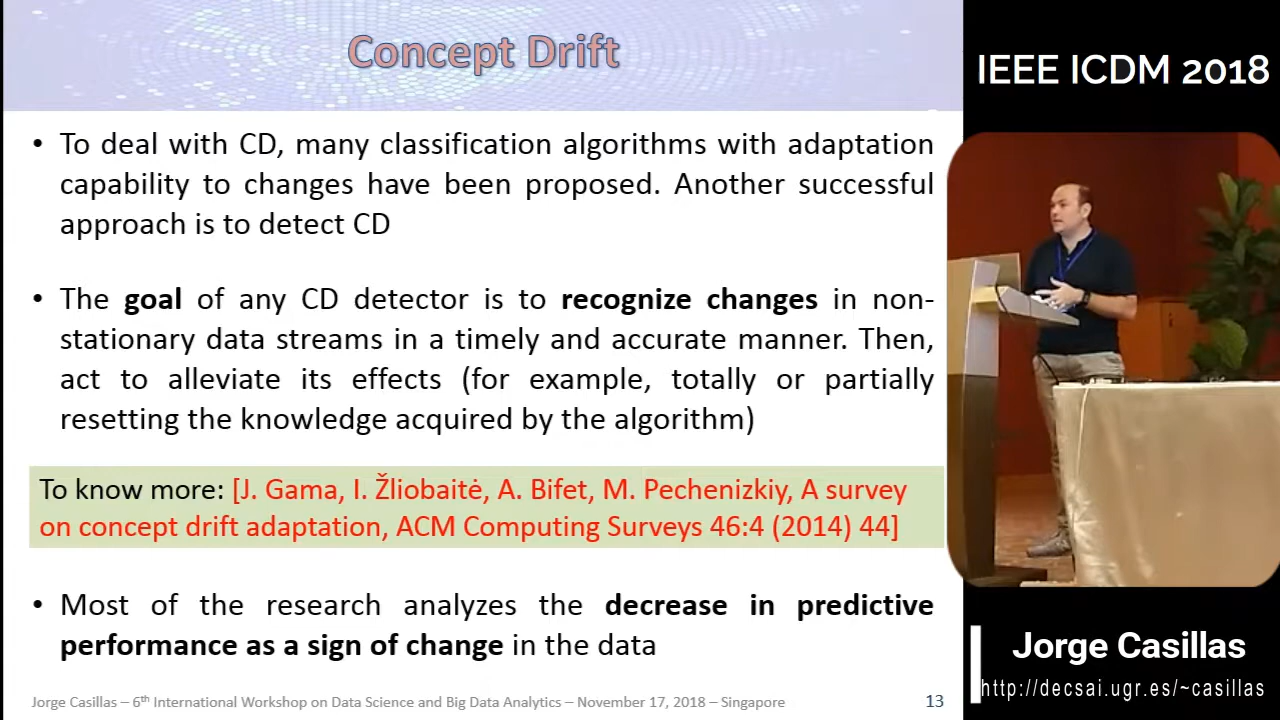 Concept Drift
IEEE ICDM 2018
• To deal with CD, many classification algorithms with adaptation
capability to changes have been proposed. Another successful
approach is to detect CD
• The goal of any CD detector is to recognize changes in non-
stationary data streams in a timely and accurate manner. Then,
act to alleviate its effects (for example, totally or partially
resetting the knowledge acquired by the algorithm)
To know more: [J. Gama, I. Žliobaitė, A. Bifet, M. Pechenizkiy, A survey
on concept drift adaptation, ACM Computing Surveys 46:4 (2014) 44]
• Most of the research analyzes the decrease in predictive
performance as a sign of change in the data
Jorge Casillas – 6th International Workshop on Data Science and Big Data Analytics – November 17, 2018 – Singapore
13
Jorge Casillas
http://decsai.ugr.es/~casillas